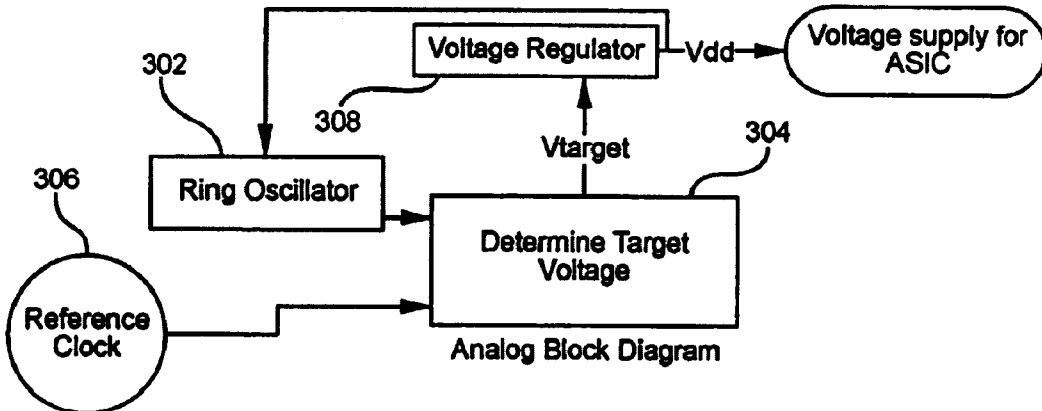 Voltage Regulator
Vdd
Voltage supply for
ASIC
302
308
Vtarget
304
306
Ring Oscillator
Determine Target
Voltage
Reference
Clock
Analog Block Diagram